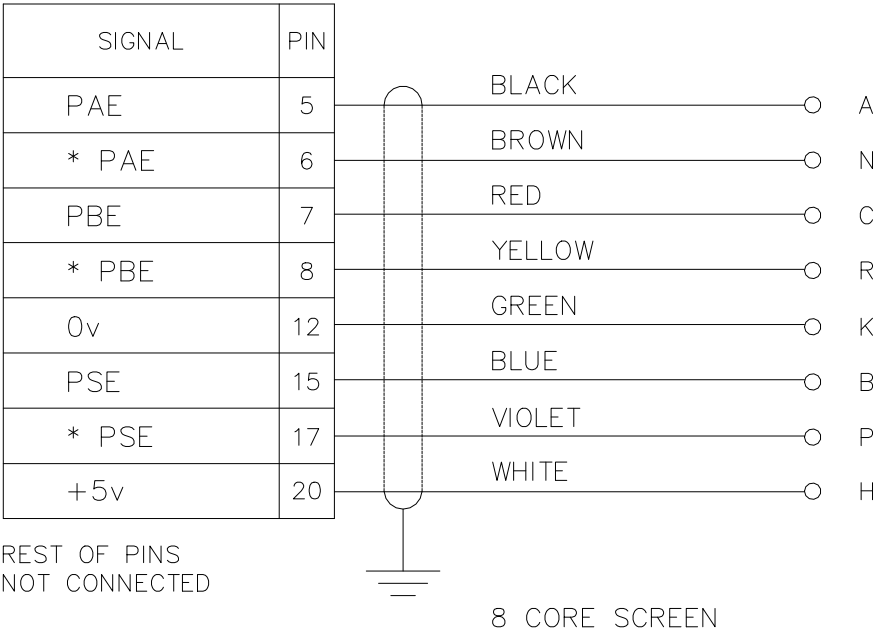 SIGNAL PIN
PAE 5 BLACK A
* PAE 6 BROWN N
PBE 7 RED C
* PBE 8 YELLOW R
0v 12 GREEN K
PSE 15 BLUE B
* PSE 17 VIOLET P
+5v 20 WHITE H
REST OF PINS
NOT CONNECTED
8 CORE SCREEN